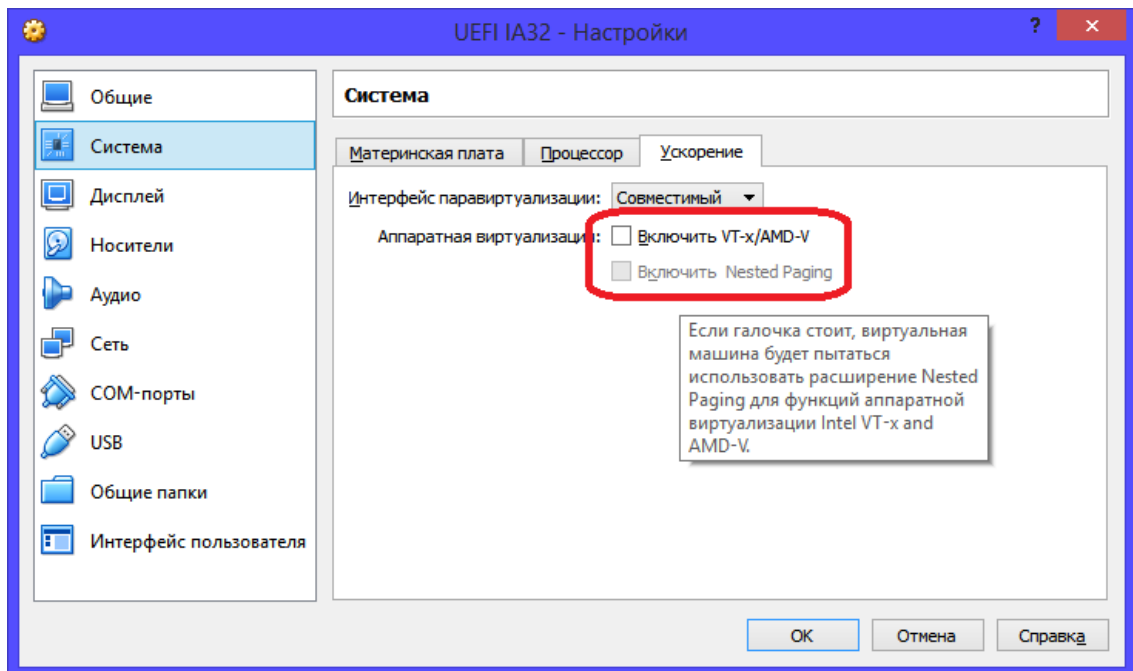 UEFI IA32 - Настройки
?
Общие
Система
Дисплей
Носители
Аудио
Сеть
COM-порты
USB
Общие папки
Интерфейс пользователя
Система
Материнская плата
Процессор
Ускорение
Интерфейс паравиртуализации: Совместимый
Аппаратная виртуализация: Включить VT-x/AMD-V
Включить Nested Paging
Если галочка стоит, виртуальная
машина будет пытаться
использовать расширение Nested
Paging для функций аппаратной
виртуализации Intel VT-x and
AMD-V.
OK
Отмена
Справка